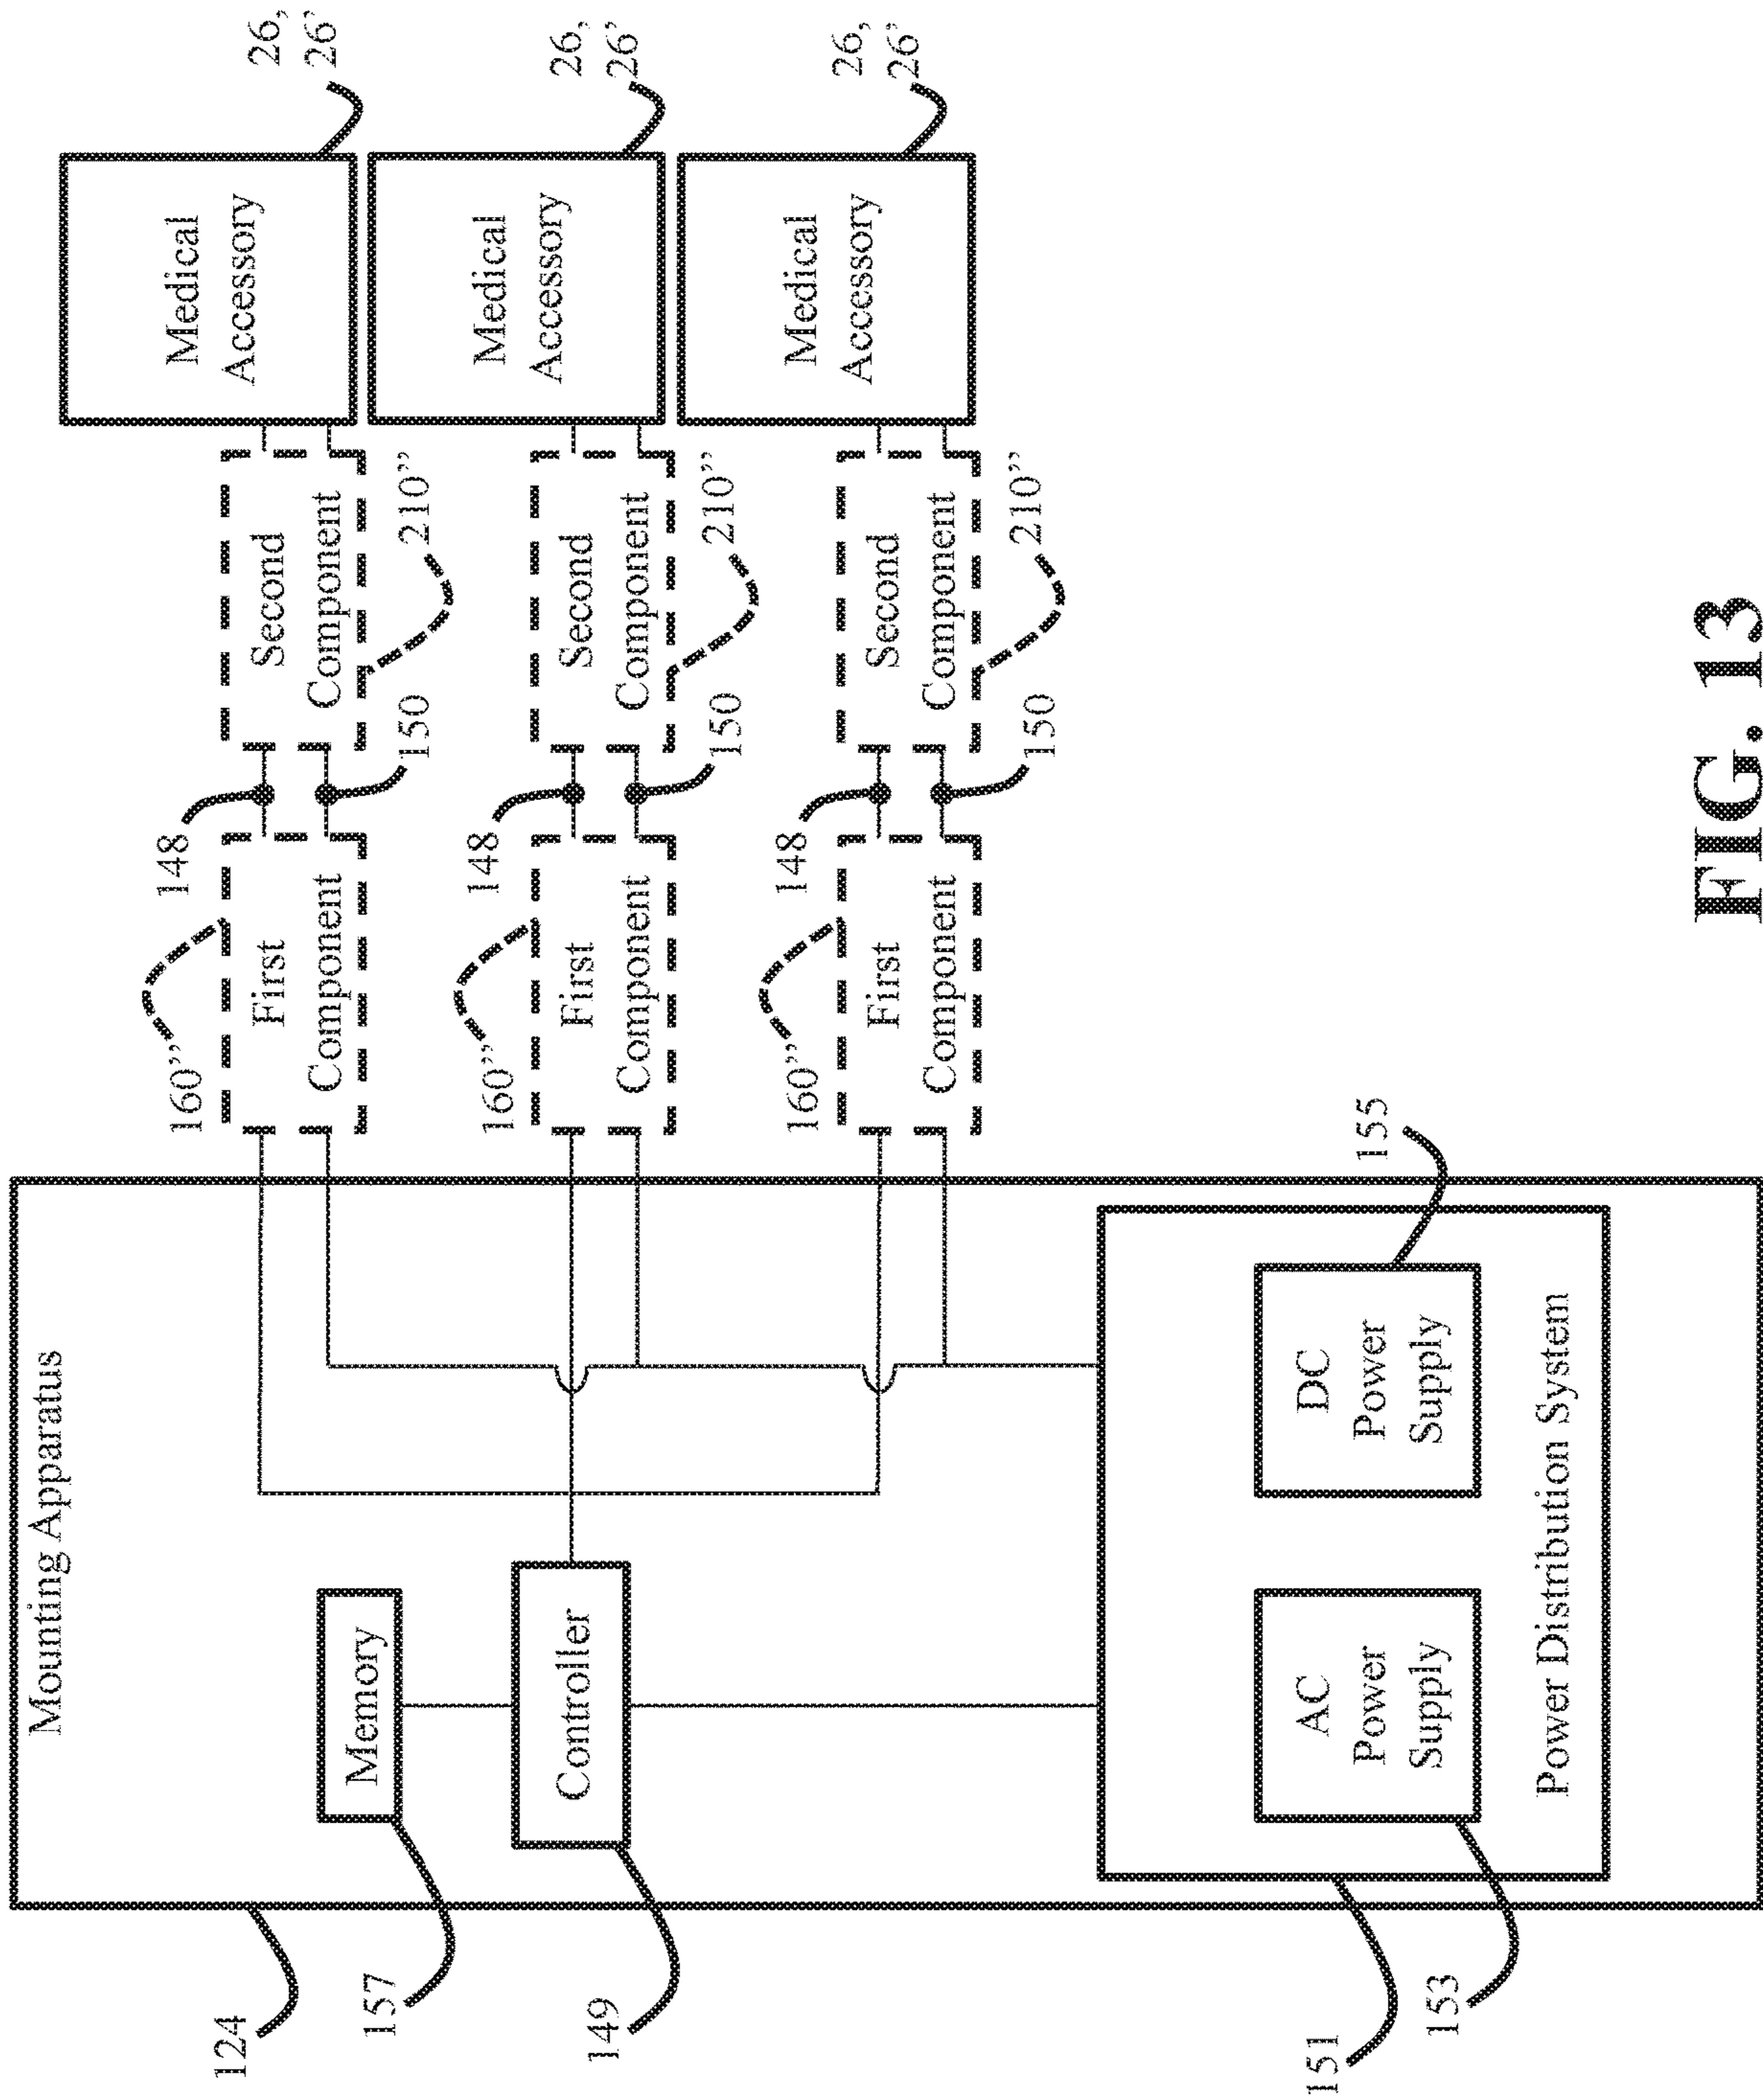 Mounting Apparatus
124
157
Memory
149
Controller
151
153
AC
Power
Supply
DC
Power
Supply
155
Power Distribution System
160”
First
Component
148
150
Second
Component
210”
Medical
Accessory
26,
26’
160”
First
Component
148
150
Second
Component
210”
Medical
Accessory
26,
26’
160”
First
Component
148
150
Second
Component
210”
Medical
Accessory
26,
26’
FIG. 13